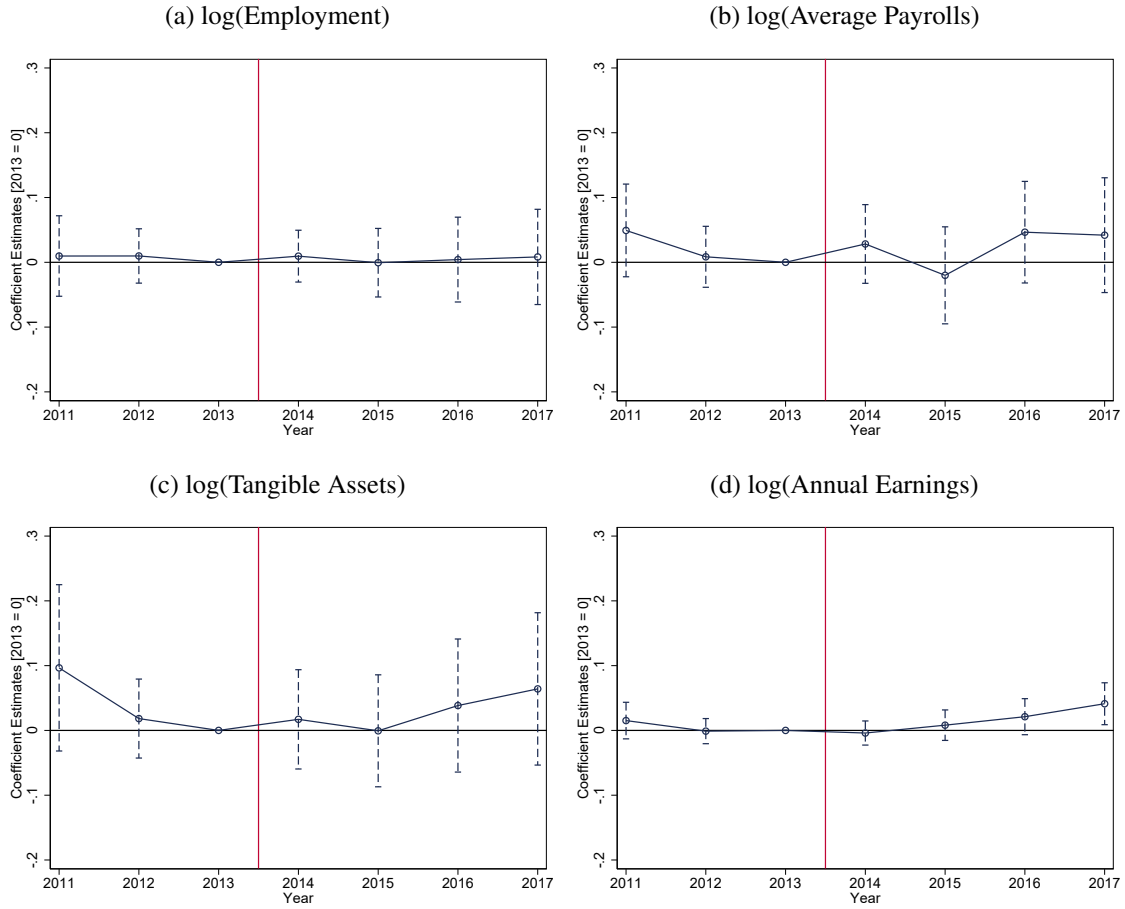 (a) log(Employment)
Coefficient Estimates [2013 = 0]
.3
.2
.1
0
-.1
-.2
2011 2012 2013 2014 2015 2016 2017
Year
(b) log(Average Payrolls)
Coefficient Estimates [2013 = 0]
.3
.2
.1
0
-.1
-.2
2011 2012 2013 2014 2015 2016 2017
Year
(c) log(Tangible Assets)
Coefficient Estimates [2013 = 0]
.3
.2
.1
0
-.1
-.2
2011 2012 2013 2014 2015 2016 2017
Year
(d) log(Annual Earnings)
Coefficient Estimates [2013 = 0]
.3
.2
.1
0
-.1
-.2
2011 2012 2013 2014 2015 2016 2017
Year